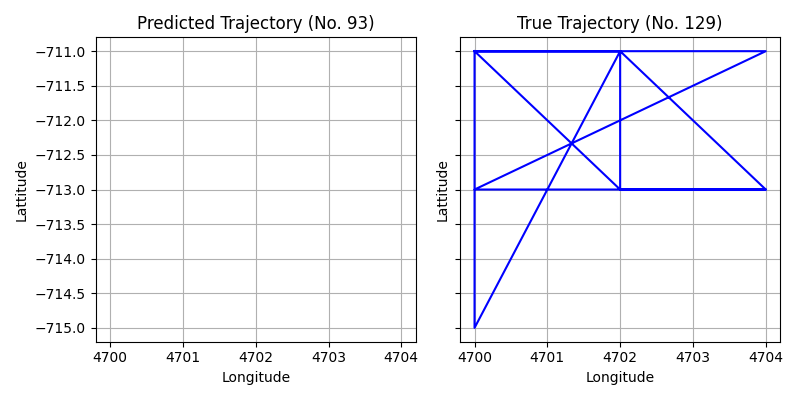 Predicted Trajectory (No. 93)
−711.0
−711.5
−712.0
−712.5
−713.0
−713.5
−714.0
−714.5
−715.0
Lattitude
4700 4701 4702 4703 4704
Longitude
True Trajectory (No. 129)
Lattitude
4700 4701 4702 4703 4704
Longitude